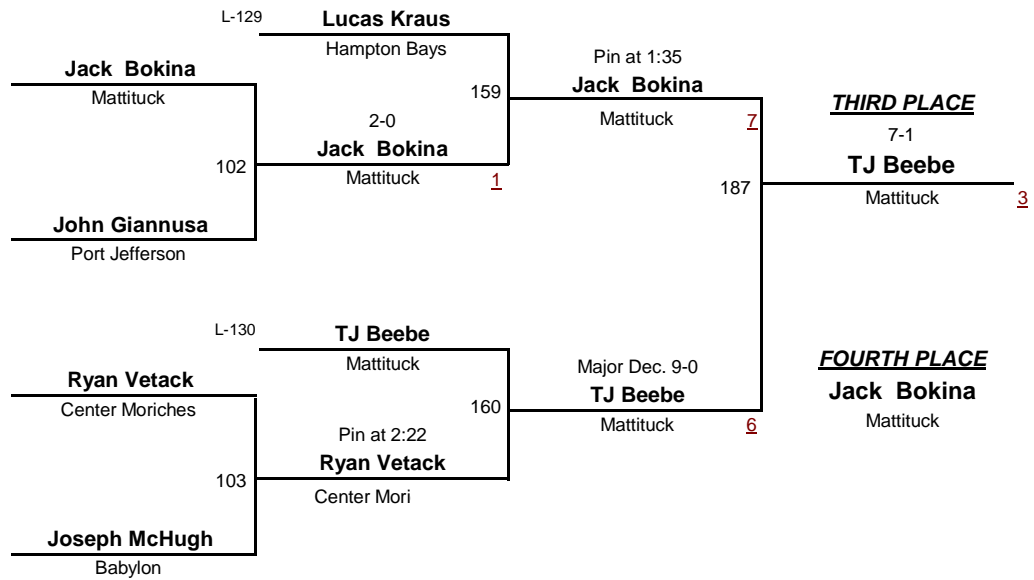 L-129
Lucas Kraus
Hampton Bays
Jack Bokina
Mattituck
159
Pin at 1:35
Jack Bokina
Mattituck
7
THIRD PLACE
7-1
TJ Beebe
Mattituck
3
2-0
Jack Bokina
Mattituck
1
102
187
John Giannusa
Port Jefferson
L-130
TJ Beebe
Mattituck
Ryan Vetack
Center Moriches
160
Major Dec. 9-0
TJ Beebe
Mattituck
6
FOURTH PLACE
Jack Bokina
Mattituck
Pin at 2:22
Ryan Vetack
Center Mori
103
Joseph McHugh
Babylon